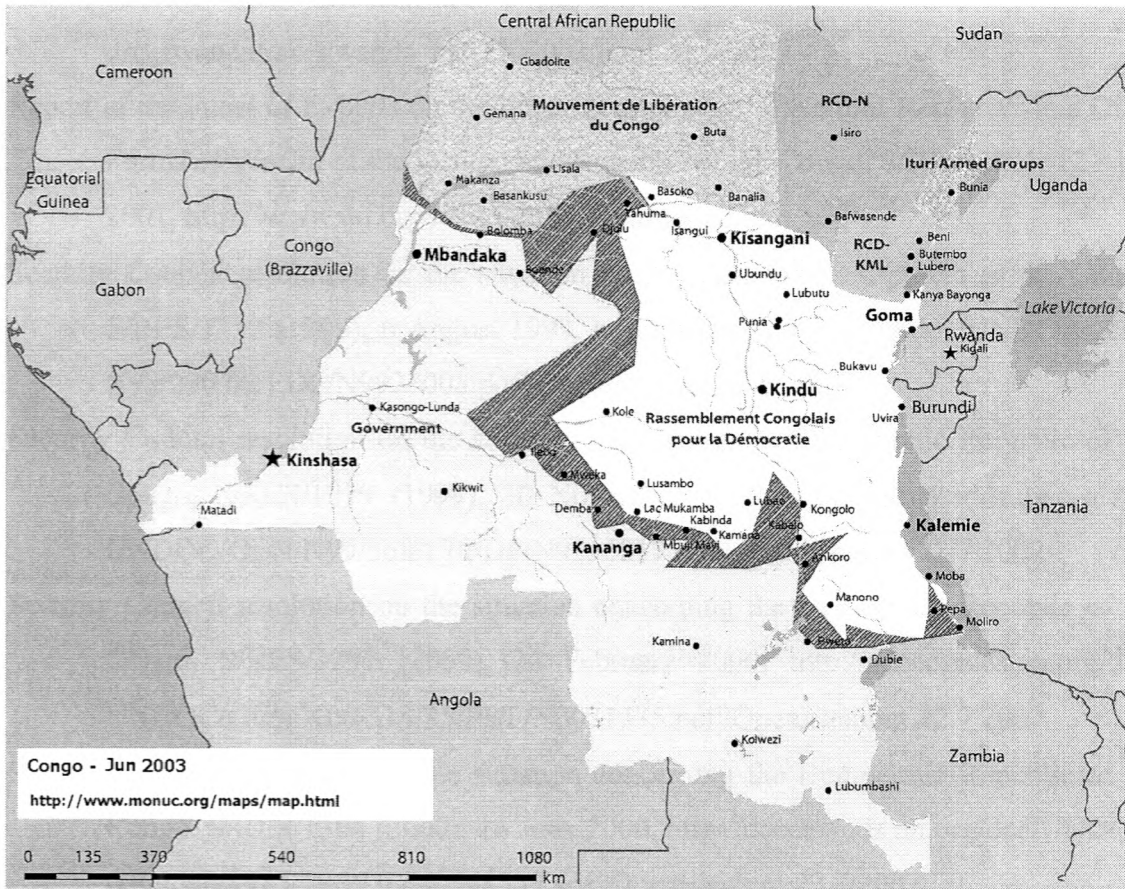 Central African Republic
Sudan
Cameroon
Gbadolite
Mouvement de Libération
du Congo
RCD-N
Gemana
Buta
Isiro
Ituri Armed Groups
Equatorial
Guinea
Lisala
Makanza
Basankusu
Basoko
Banalia
Bunia
Uganda
Yahuma
Bolomba
Djolu
Isangui
Bafwasende
Congo
(Brazzaville)
Mbandaka
Kisangani
RCD-
KML
Beni
Butembo
Lubero
Boende
Ubundu
Gabon
Lubutu
Kanya Bayonga
Lake Victoria
Punia
Goma
Rwanda
Kigali
Bukavu
Kindu
Kasongo-Lunda
Government
Kole
Rassemblement Congolais
pour la Démocratie
Uvira
Burundi
Kinshasa
Ilebo
Mweka
Kikwit
Lusambo
Matadi
Demba
Lac Mukamba
Lubao
Kongolo
Tanzania
Kabinda
Kamana
Kabalo
Kalemie
Kananga
Mbuji Mayi
Ankoro
Moba
Manono
Pepa
Moliro
Kamina
Pweto
Dubie
Angola
Kolwezi
Zambia
Lubumbashi
Congo - Jun 2003
http://www.monuc.org/maps/map.html
0 135 370 540 810 1080
km